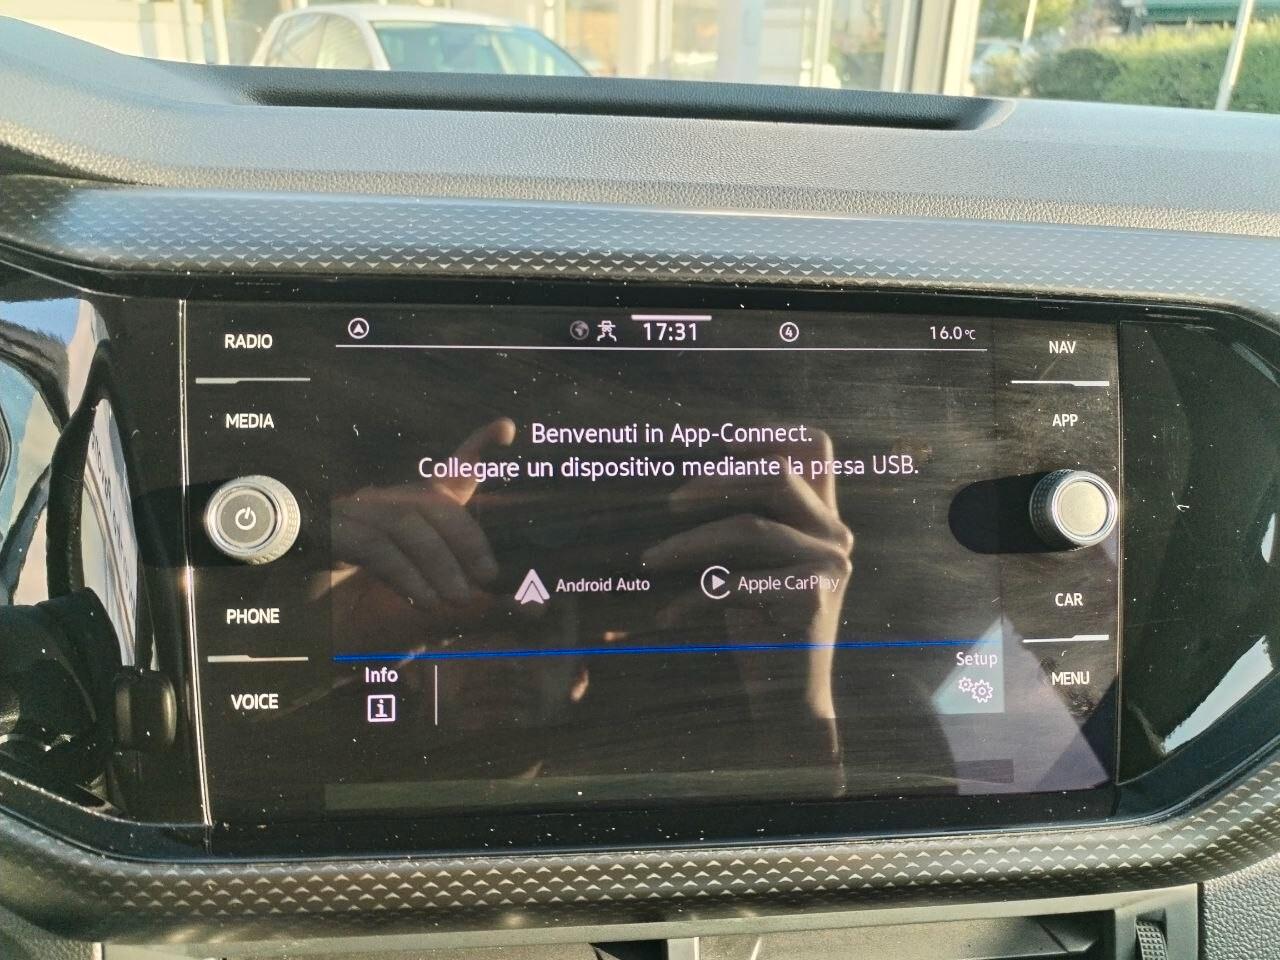 RADIO
MEDIA
PHONE
VOICE
17:31
4
16.0°C
Benvenuti in App-Connect.
Collegare un dispositivo mediante la presa USB.
Android Auto
Apple CarPlay
Info
i
Setup
NAV
APP
CAR
MENU